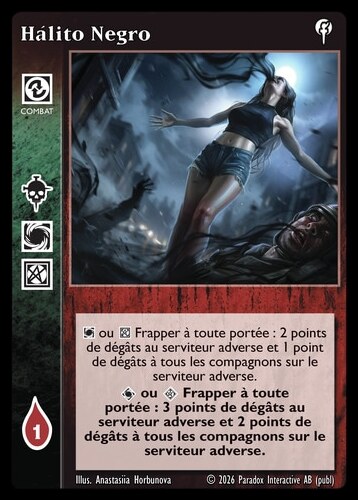 Hálito Negro
COMBAT
ou Frapper à toute portée : 2 points
de dégâts au serviteur adverse et 1 point
de dégâts à tous les compagnons sur le
serviteur adverse.
ou Frapper à toute
portée : 3 points de dégâts au
serviteur adverse et 2 points de
dégâts à tous les compagnons sur le
serviteur adverse.
1
Illus. Anastasiia Horbunova
© 2026 Paradox Interactive AB (publ)